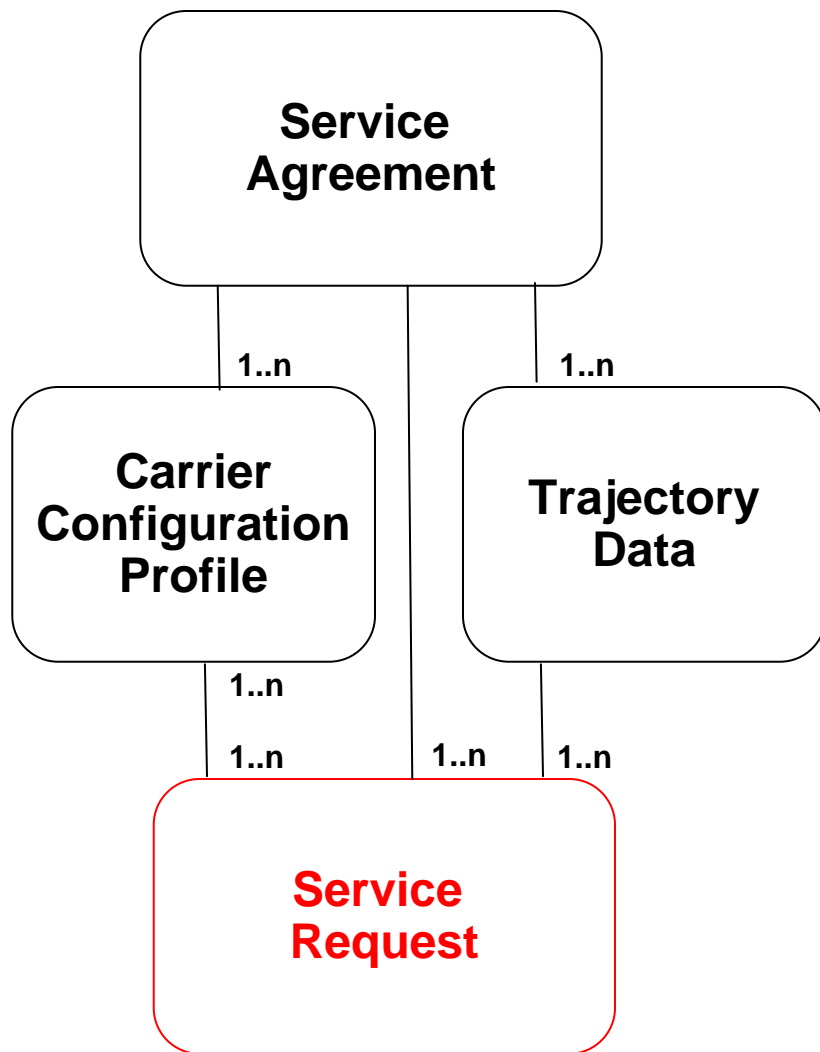 Service
Agreement
1..n
1..n
Carrier
Configuration
Profile
Trajectory
Data
1..n
1..n
1..n
1..n
Service
Request